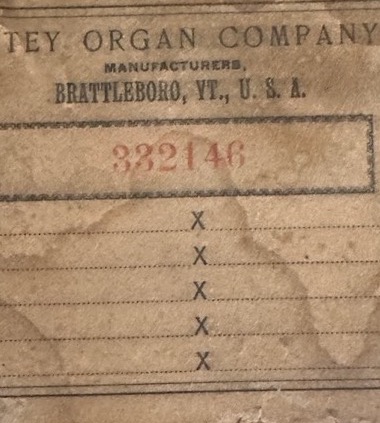 TEY ORGAN COMPANY
MANUFACTURERS,
BRATTLEBORO, VT., U. S. A.
332146
X
X
X
X
X